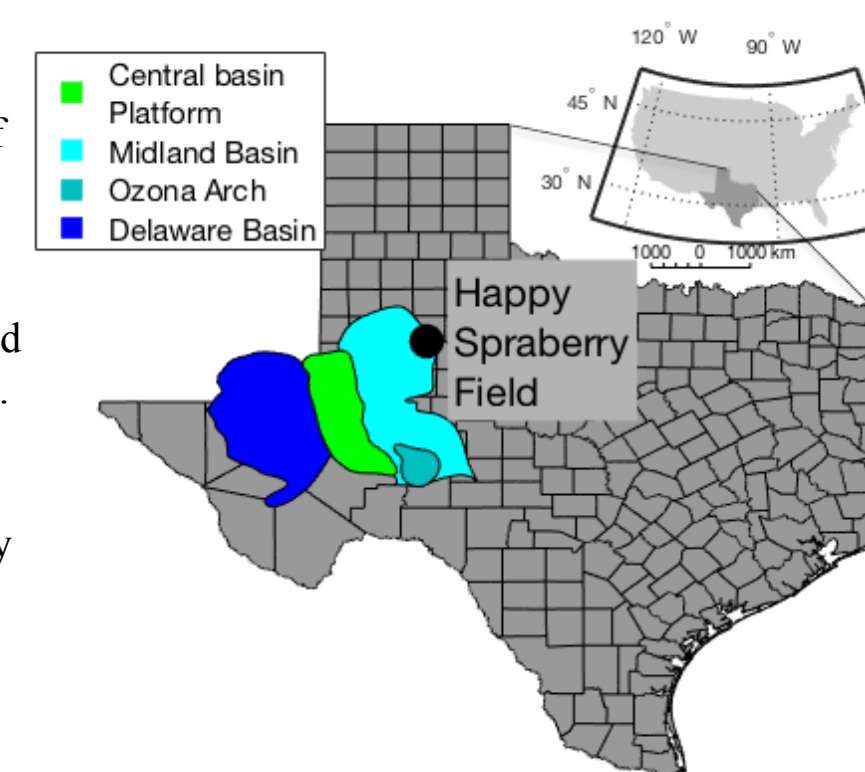 f
d
.
y
Central basin
Platform
Midland Basin
Ozona Arch
Delaware Basin
120° W
90° W
45° N
30° N
1000 0 1000 km
Happy
Spraberry
Field